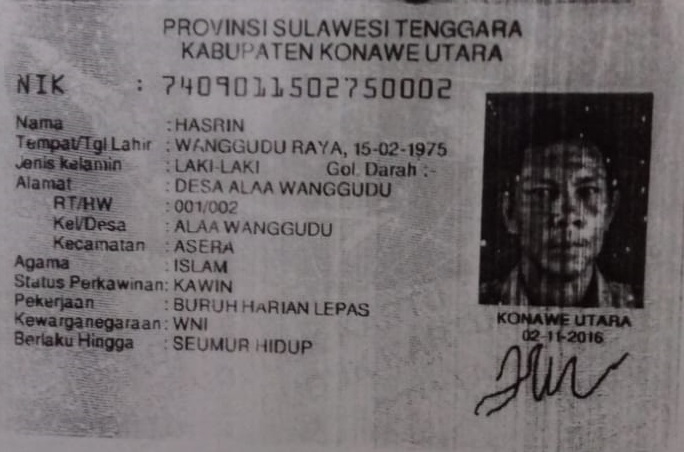 PROVINSI SULAWESI TENGGARA
KABUPATEN KONAWE UTARA
NIK : 7409011502750002
Nama : HASRIN
Tempat/Tgl Lahir : WANGGUDU RAYA, 15-02-1975
Jenis kelamin : LAKI-LAKI Gol. Darah :-
Alamat : DESA ALAA WANGGUDU
RT/RW : 001/002
Kel/Desa : ALAA WANGGUDU
Kecamatan : ASERA
Agama : ISLAM
Status Perkawinan: KAWIN
Pekerjaan : BURUH HARIAN LEPAS
Kewarganegaraan: WNI
Berlaku Hingga : SEUMUR HIDUP
KONAWE UTARA
02-11-2016